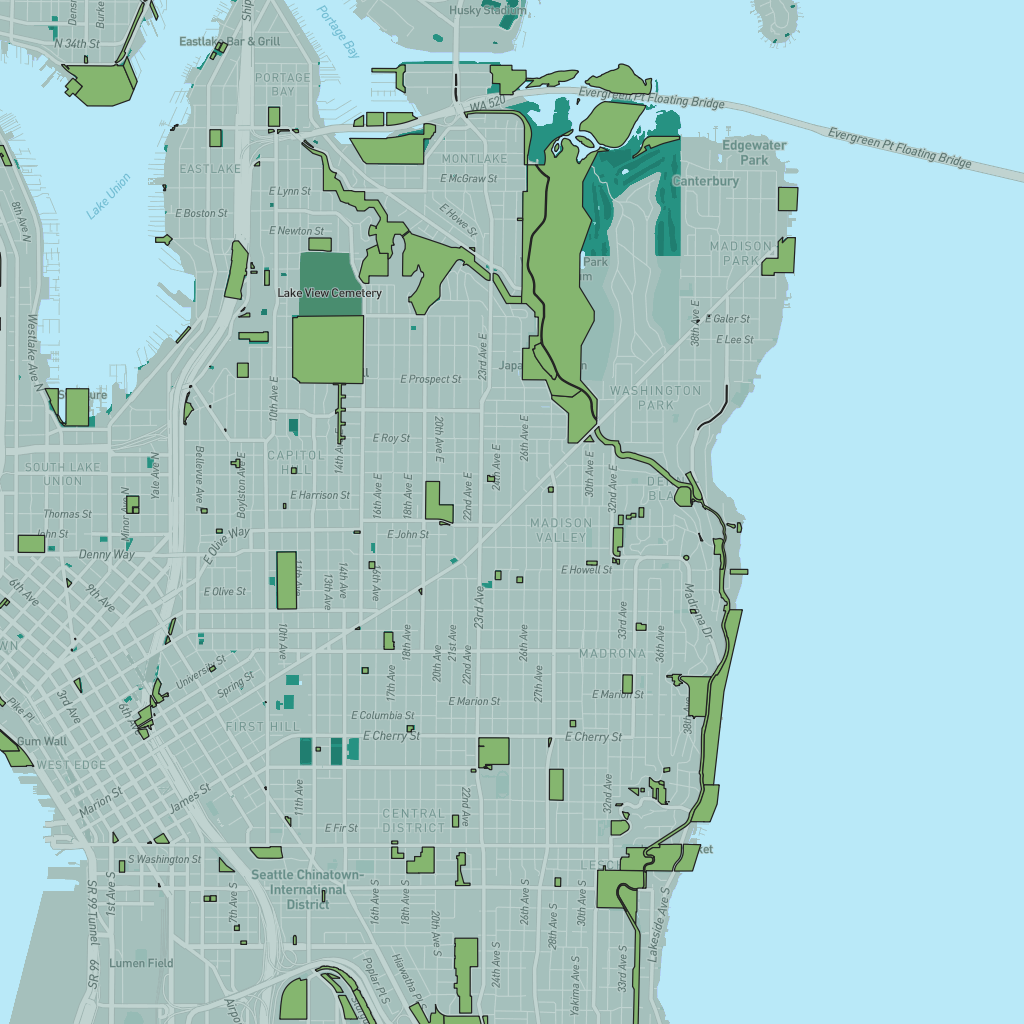 Husky Stadium
N 34th St
Eastlake Bar & Grill
Portage Bay
PORTAGE
BAY
WA 520
Evergreen Pt Floating Bridge
Evergreen Pt Floating Bridge
Edgewater
Park
MONTLAKE
EASTLAKE
E McGraw St
Canterbury
Lake Union
E Lynn St
8th Ave N
E Boston St
E Howe St
E Newton St
MADISON
PARK
Park
Lake View Cemetery
38th Ave E
E Galer St
E Lee St
Westlake Ave N
23rd Ave E
E Prospect St
WASHINGTON
PARK
10th Ave E
20th Ave E
26th Ave E
E Roy St
14th Ave E
CAPITOL
HILL
SOUTH LAKE
UNION
Yale Ave N
Bellevue Ave E
Boylston Ave E
24th Ave E
30th Ave E
32nd Ave E
16th Ave E
18th Ave E
22nd Ave E
E Harrison St
Minor Ave N
Thomas St
John St
MADISON
VALLEY
E John St
E Olive Way
Denny Way
E Howell St
6th Ave
9th Ave
E Olive St
11th Ave
13th Ave
14th Ave
16th Ave
23rd Ave
Madrona Dr
33rd Ave
36th Ave
10th Ave
18th Ave
21st Ave
20th Ave
22nd Ave
26th Ave
MADRONA
University St
Spring St
17th Ave
27th Ave
3rd Ave
6th Ave
E Marion St
E Marion St
38th Ave
Pike Pl
E Columbia St
FIRST HILL
E Cherry St
E Cherry St
Gum Wall
WEST EDGE
Marion St
James St
11th Ave
22nd Ave
32nd Ave
CENTRAL
DISTRICT
E Fir St
S Washington St
Seattle Chinatown-
International
District
SR 99 Tunnel
SR 99
1st Ave S
7th Ave S
16th Ave S
18th Ave S
20th Ave S
26th Ave S
28th Ave S
30th Ave S
Lakeside Ave S
24th Ave S
33rd Ave S
Yakima Ave S
Lumen Field
Poplar Pl S
Hiawatha Pl S